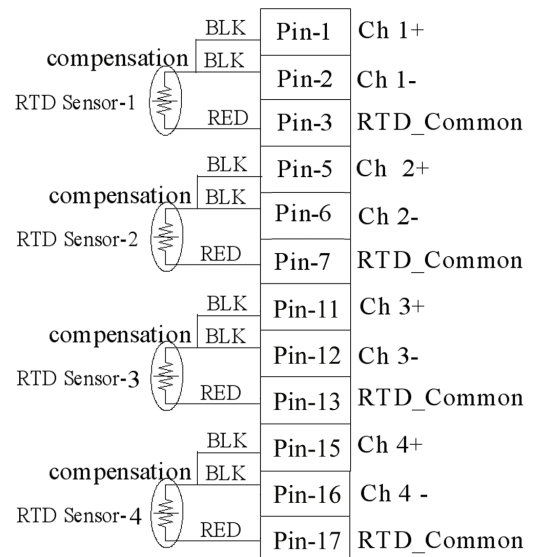 BLK Pin-1 Ch 1+
compensation BLK
Pin-2 Ch 1-
RTD Sensor-1
RED Pin-3 RTD_Common
BLK Pin-5 Ch 2+
compensation BLK
Pin-6 Ch 2-
RTD Sensor-2
RED Pin-7 RTD_Common
BLK Pin-11 Ch 3+
compensation BLK
Pin-12 Ch 3-
RTD Sensor-3
RED Pin-13 RTD_Common
BLK Pin-15 Ch 4+
compensation BLK
Pin-16 Ch 4 -
RTD Sensor-4
RED Pin-17 RTD_Common